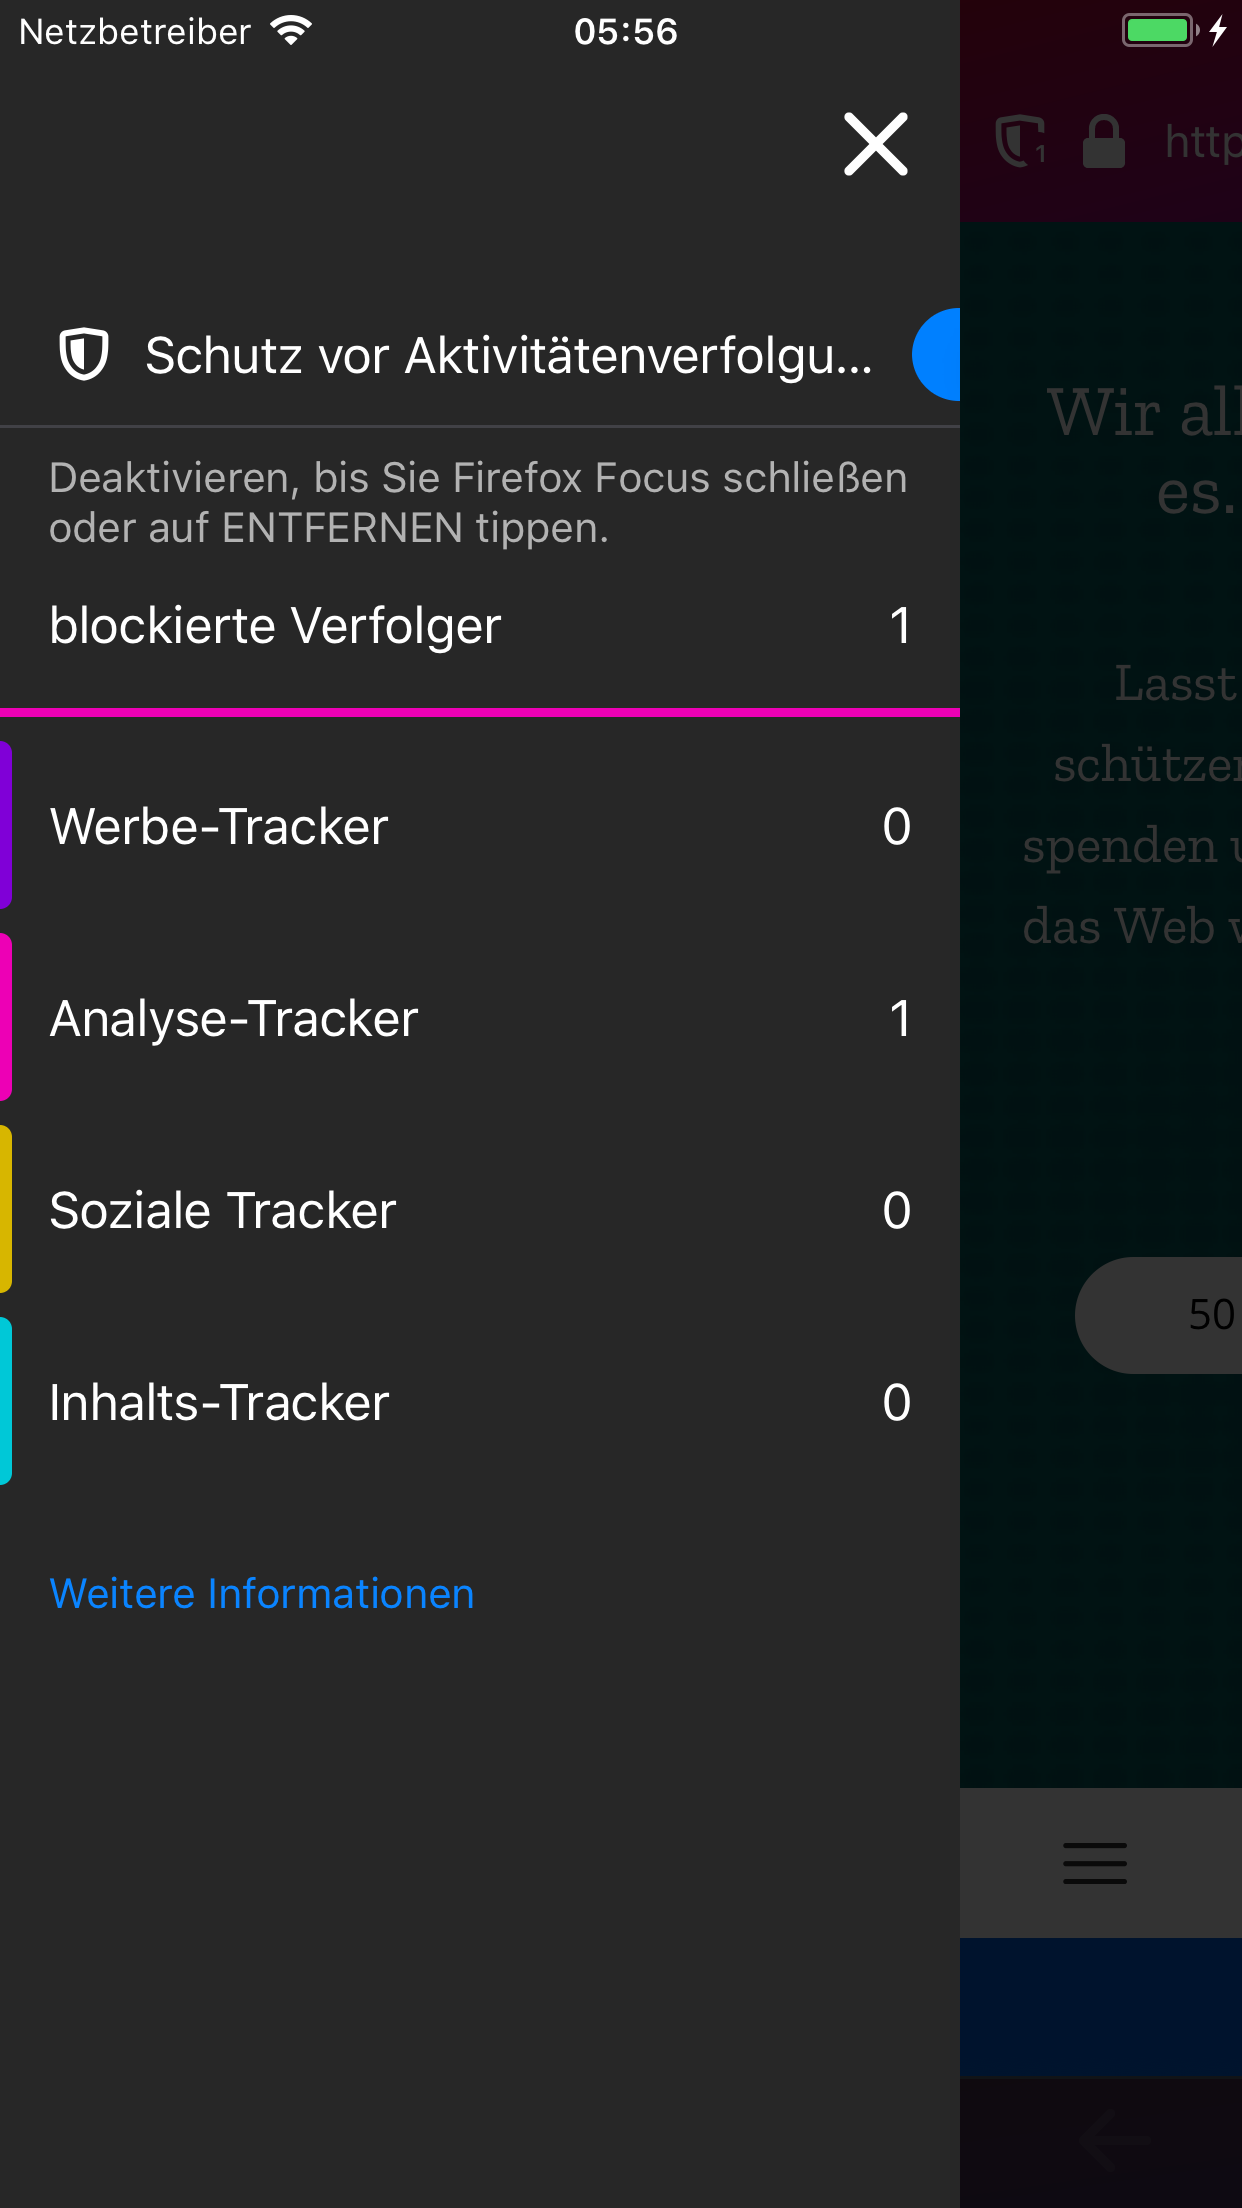 Netzbetreiber 05:56
1 http
Schutz vor Aktivitätenverfolgu...
Deaktivieren, bis Sie Firefox Focus schließen
oder auf ENTFERNEN tippen.
blockierte Verfolger 1
Werbe-Tracker 0
Analyse-Tracker 1
Soziale Tracker 0
Inhalts-Tracker 0
Weitere Informationen
Wir all
es.
Lasst
schützen
spenden u
das Web v
50